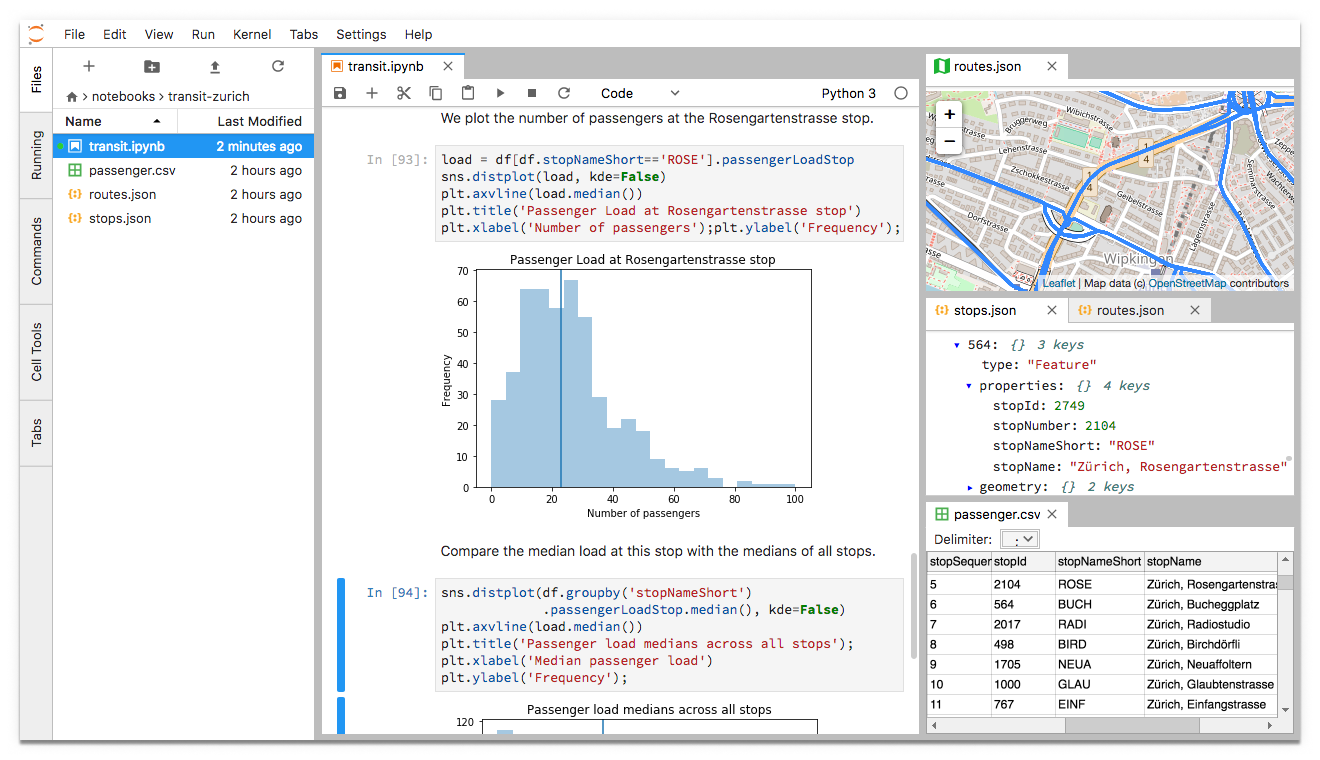 File Edit View Run Kernel Tabs Settings Help
Files
Running
Commands
Cell Tools
Tabs
notebooks > transit-zurich
Name Last Modified
transit.ipynb 2 minutes ago
passenger.csv 2 hours ago
routes.json 2 hours ago
stops.json 2 hours ago
transit.ipynb
Code Python 3
We plot the number of passengers at the Rosengartenstrasse stop.
In [93]: load = df[df.stopNameShort=='ROSE'].passengerLoadStop
sns.distplot(load, kde=False)
plt.axvline(load.median())
plt.title('Passenger Load at Rosengartenstrasse stop')
plt.xlabel('Number of passengers');plt.ylabel('Frequency');
Passenger Load at Rosengartenstrasse stop
70
60
50
40
30
20
10
0
Frequency
0 20 40 60 80 100
Number of passengers
Compare the median load at this stop with the medians of all stops.
In [94]: sns.distplot(df.groupby('stopNameShort')
.passengerLoadStop.median(), kde=False)
plt.axvline(load.median())
plt.title('Passenger load medians across all stops');
plt.xlabel('Median passenger load')
plt.ylabel('Frequency');
Passenger load medians across all stops
120
routes.json
+
−
Wibichstrasse
Bruggerweg
Lehenstrasse
Zschokkestrasse
Dorfstrasse
Geibelstrasse
Lägernstrasse
Seminarstrasse
Wipkingen
1
4
1
4
Leaflet | Map data (c) OpenStreetMap contributors
stops.json routes.json
564: {} 3 keys
type: "Feature"
properties: {} 4 keys
stopId: 2749
stopNumber: 2104
stopNameShort: "ROSE"
stopName: "Zürich, Rosengartenstrasse"
geometry: {} 2 keys
passenger.csv
Delimiter: ;
stopSequer stopId stopNameShort stopName
5 2104 ROSE Zürich, Rosengartenstras
6 564 BUCH Zürich, Bucheggplatz
7 2017 RADI Zürich, Radiostudio
8 498 BIRD Zürich, Birchdörfli
9 1705 NEUA Zürich, Neuaffoltern
10 1000 GLAU Zürich, Glaubtenstrasse
11 767 EINF Zürich, Einfangstrasse